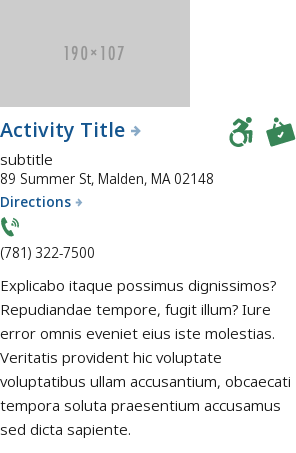 190×107
Activity Title
subtitle
89 Summer St, Malden, MA 02148
Directions
(781) 322-7500
Explicabo itaque possimus dignissimos?
Repudiandae tempore, fugit illum? Iure
error omnis eveniet eius iste molestias.
Veritatis provident hic voluptate
voluptatibus ullam accusantium, obcaecati
tempora soluta praesentium accusamus
sed dicta sapiente.